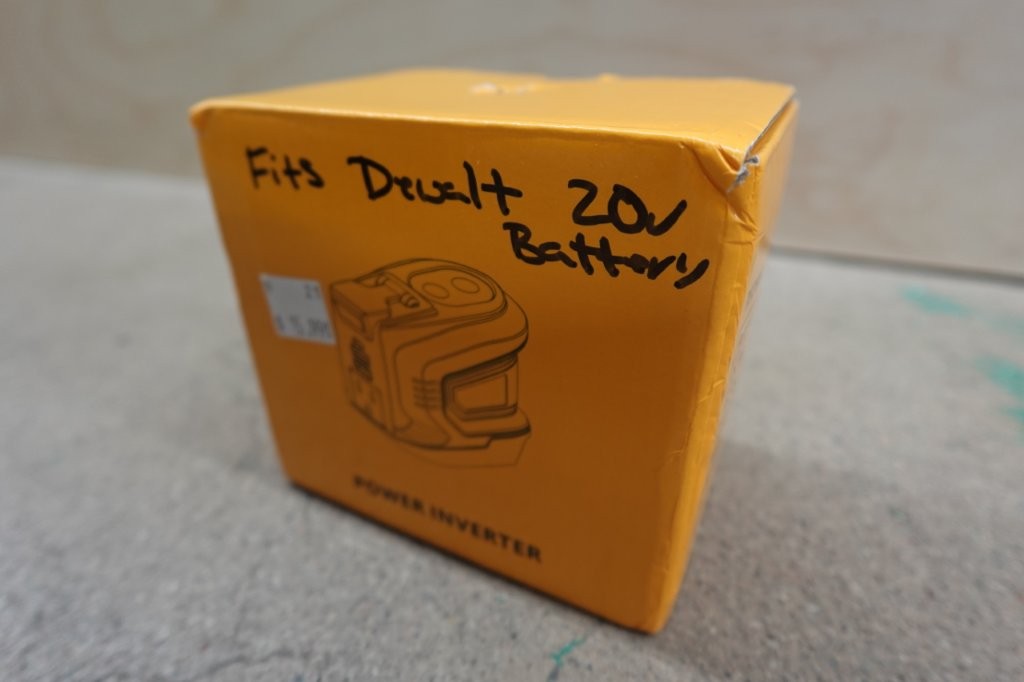 Fits Dewalt 20v
Battery
POWER INVERTER